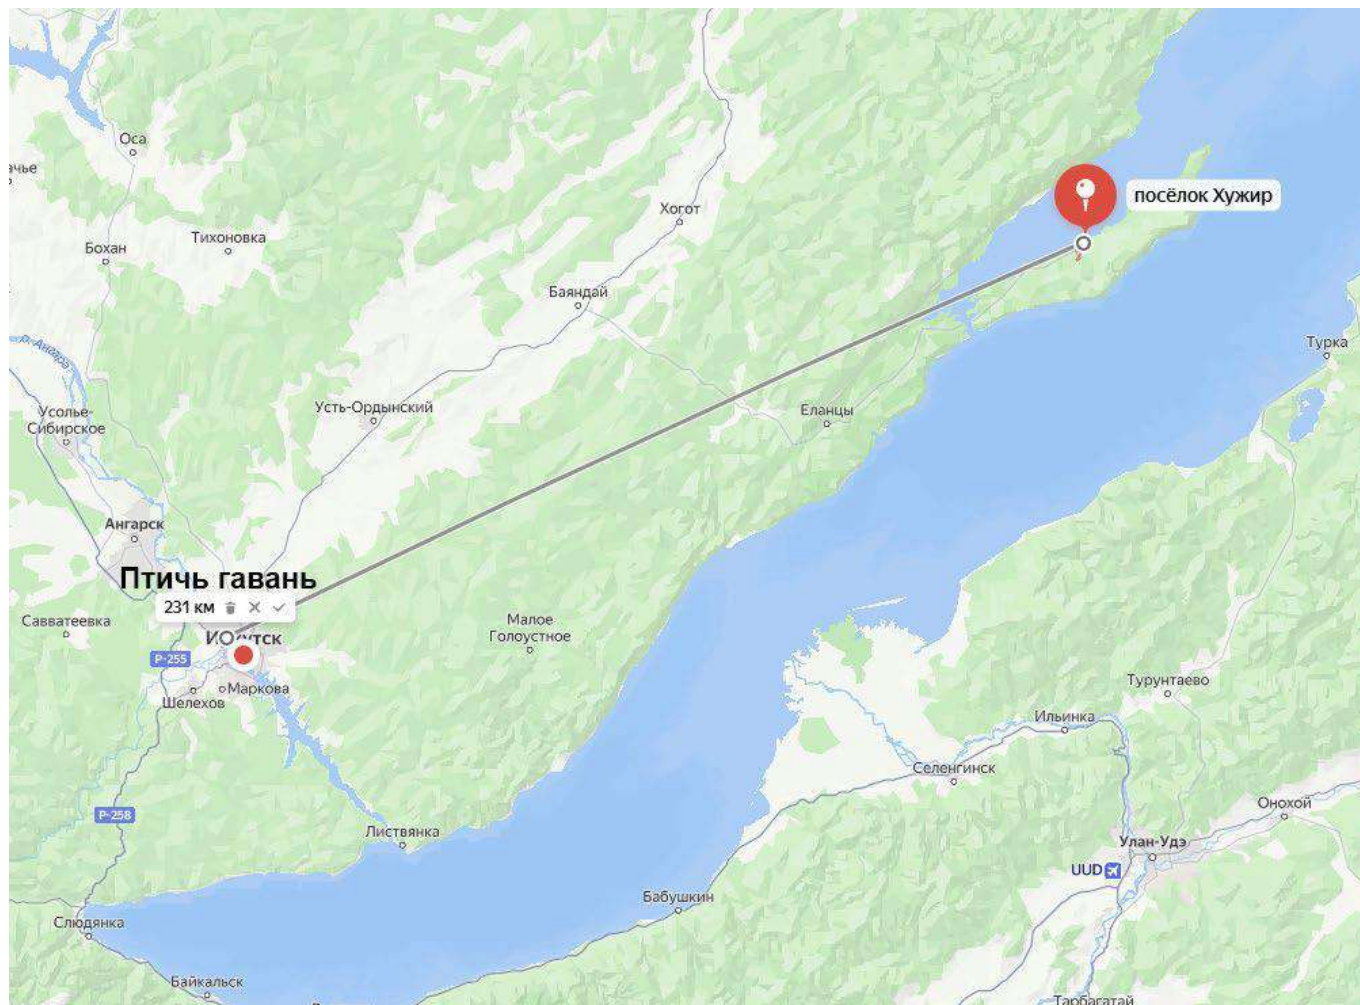 Оса
ачье
посёлок Хужир
Хогот
Тихоновка
Бохан
Баяндай
р. Ангара
Турка
Усть-Ордынский
Еланцы
Усолье-
Сибирское
Ангарск
Птичь гавань
231 км
Савватеевка
Малое
Голоустное
Р-255
Маркова
Шелехов
Турунтаево
Ильинка
Селенгинск
Онохой
Р-258
Листвянка
Улан-Удэ
UUD
Бабушкин
Слюдянка
Байкальск
Тарбагатай